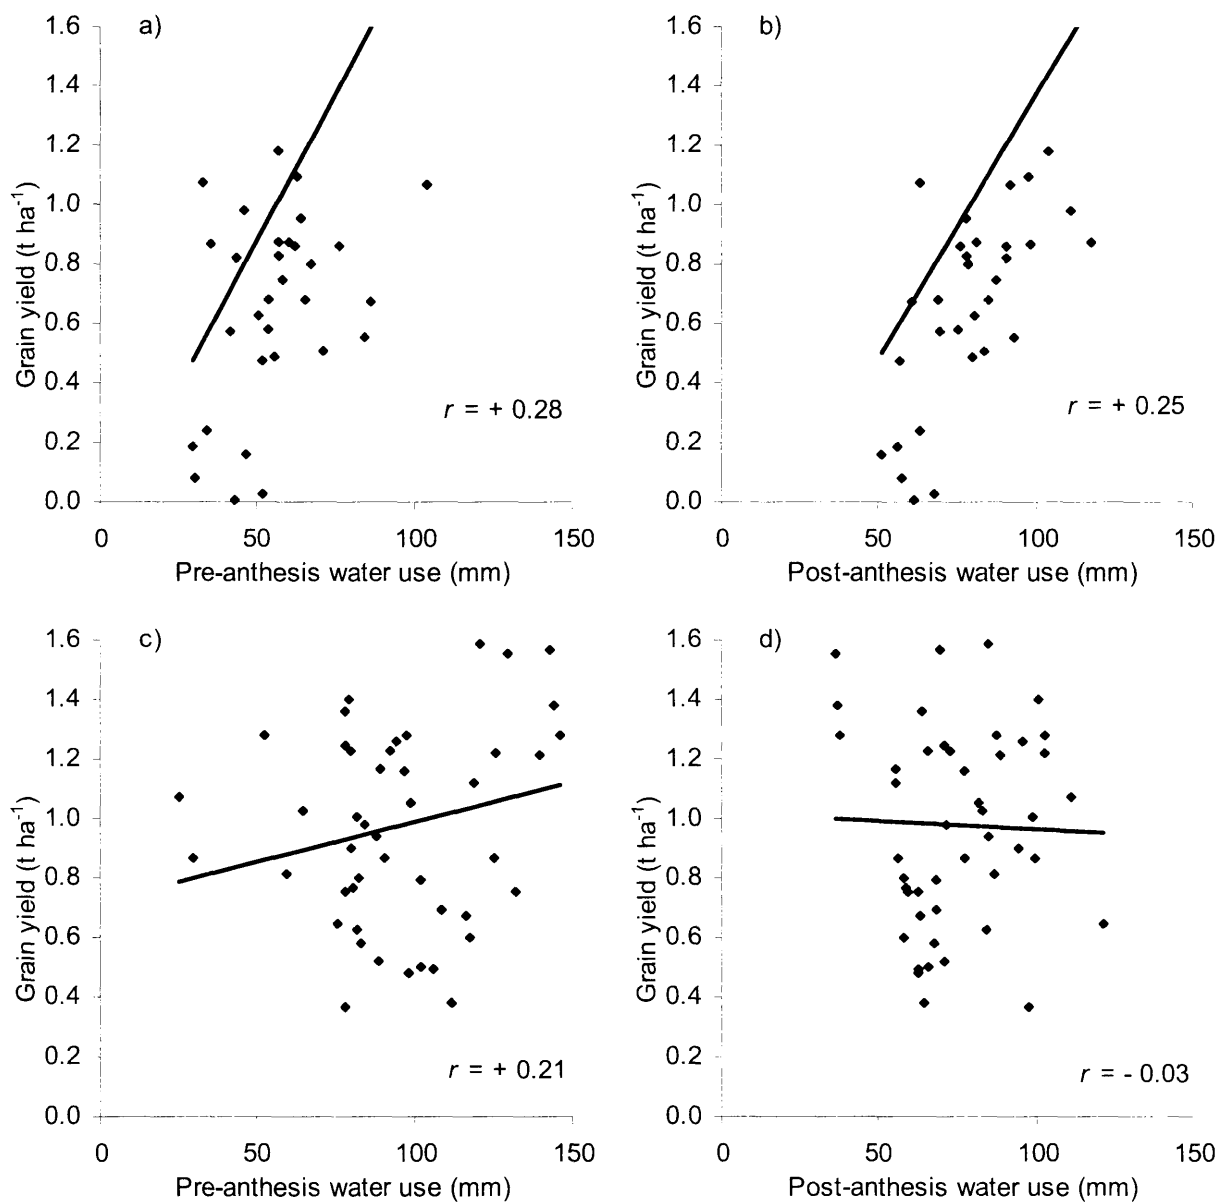 a)
1.6
1.4
1.2
1.0
0.8
0.6
0.4
0.2
0.0
Grain yield (t ha⁻¹)
r = + 0.28
0 50 100 150
Pre-anthesis water use (mm)
b)
1.6
1.4
1.2
1.0
0.8
0.6
0.4
0.2
0.0
Grain yield (t ha⁻¹)
r = + 0.25
0 50 100 150
Post-anthesis water use (mm)
c)
1.6
1.4
1.2
1.0
0.8
0.6
0.4
0.2
0.0
Grain yield (t ha⁻¹)
r = + 0.21
0 50 100 150
Pre-anthesis water use (mm)
d)
1.6
1.4
1.2
1.0
0.8
0.6
0.4
0.2
0.0
Grain yield (t ha⁻¹)
r = - 0.03
0 50 100 150
Post-anthesis water use (mm)